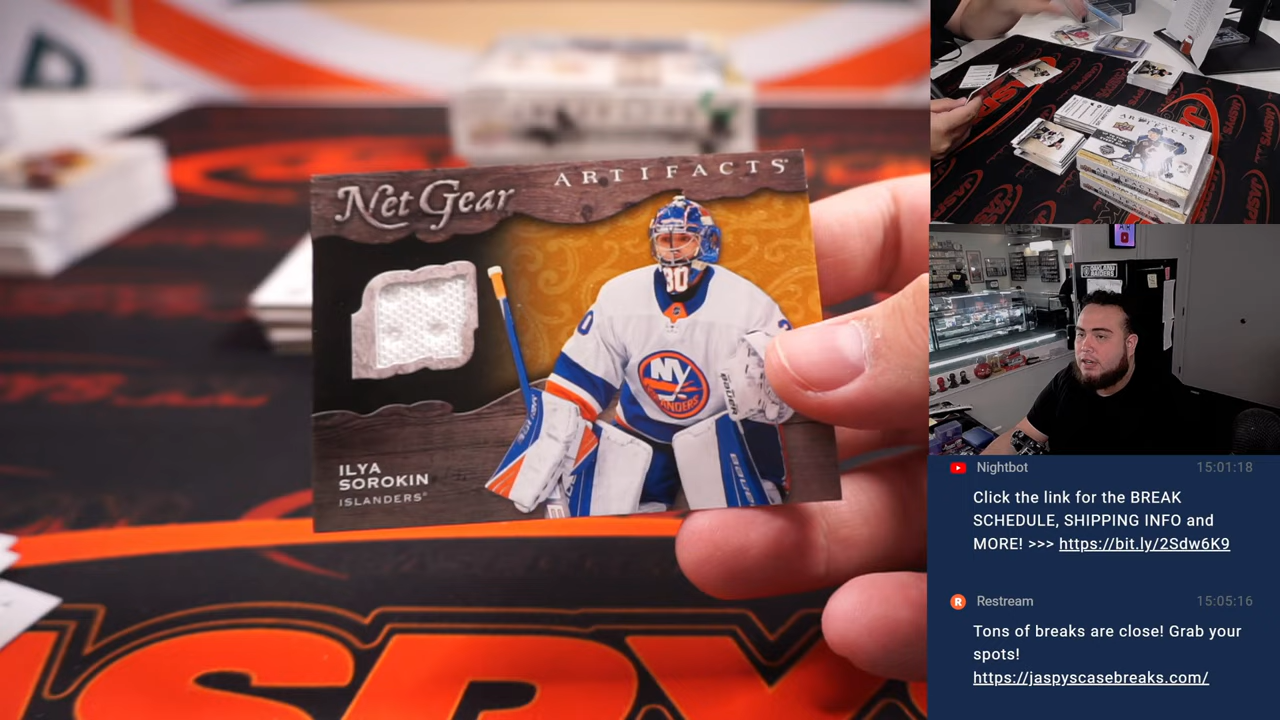 Net Gear
ARTIFACTS
30
NY
ISLANDERS
ILYA
SOROKIN
ISLANDERS
BAUER
ARTIFACTS
Nightbot
15:01:18
Click the link for the BREAK
SCHEDULE, SHIPPING INFO and
MORE! >>> https://bit.ly/2Sdw6K9
Restream
15:05:16
Tons of breaks are close! Grab your
spots!
https://jaspyscasebreaks.com/